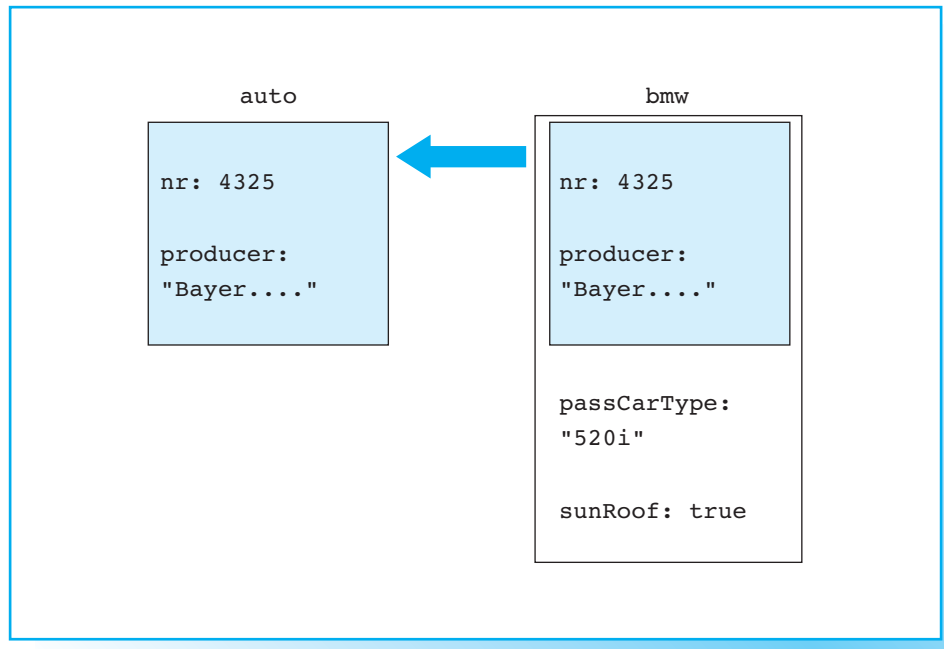 auto
nr: 4325
producer:
"Bayer...."
bmw
nr: 4325
producer:
"Bayer...."
passCarType:
"520i"
sunRoof: true